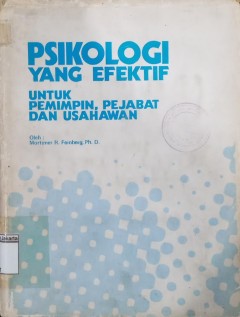 PSIKOLOGI
YANG EFEKTIF
UNTUK
PEMIMPIN, PEJABAT
DAN USAHAWAN
Oleh :
Mortimer R. Feinberg, Ph. D.